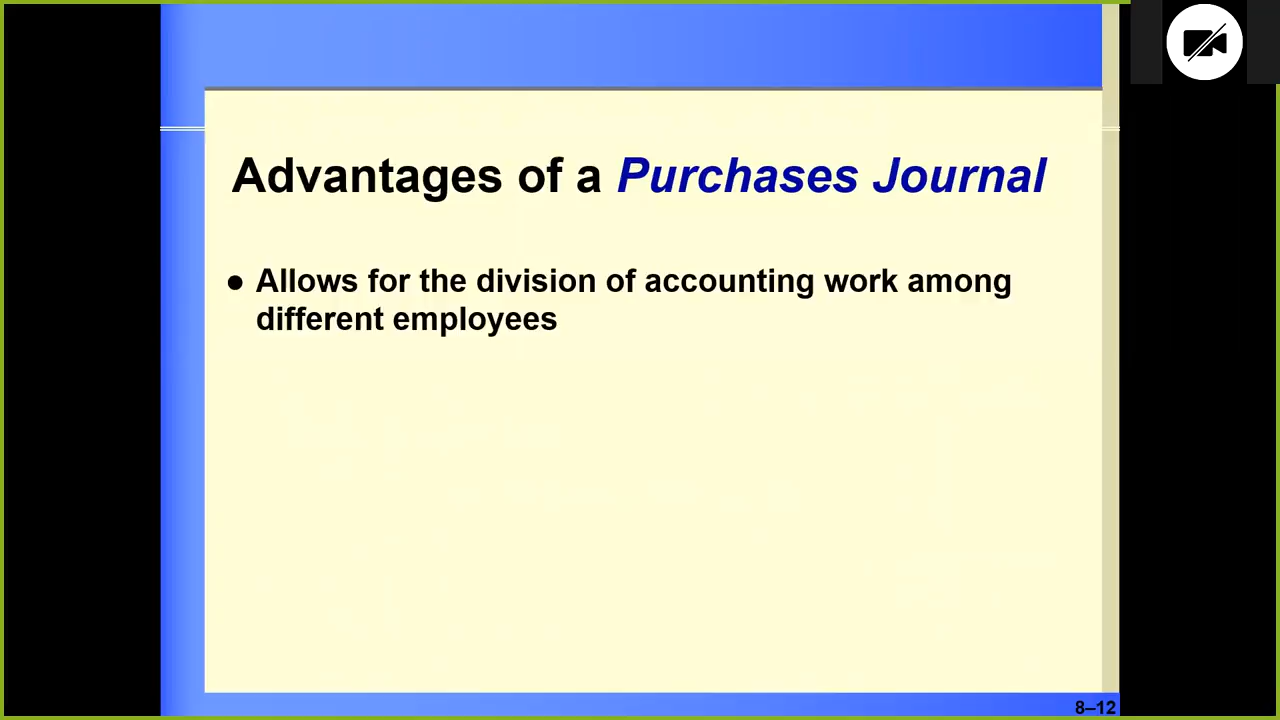 Advantages of a Purchases Journal
● Allows for the division of accounting work among
different employees
8–12